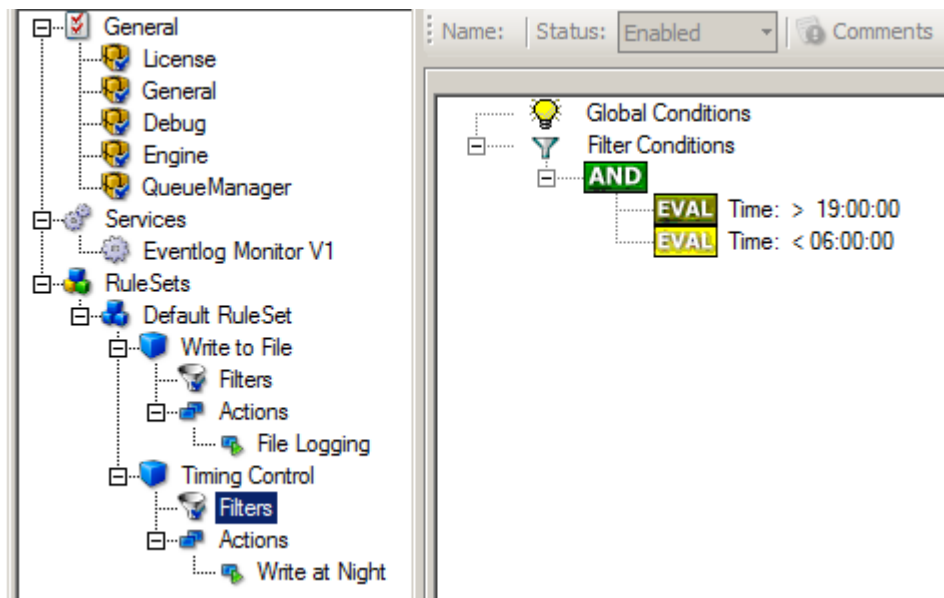 General
License
General
Debug
Engine
QueueManager
Services
Eventlog Monitor V1
RuleSets
Default RuleSet
Write to File
Filters
Actions
File Logging
Timing Control
Filters
Actions
Write at Night
Name: Status: Enabled Comments
Global Conditions
Filter Conditions
AND
EVAL Time: > 19:00:00
EVAL Time: < 06:00:00